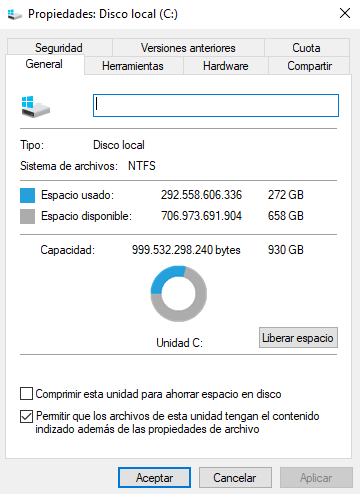 Propiedades: Disco local (C:)
Seguridad Versiones anteriores Cuota
General Herramientas Hardware Compartir
Tipo: Disco local
Sistema de archivos: NTFS
Espacio usado: 292.558.606.336 272 GB
Espacio disponible: 706.973.691.904 658 GB
Capacidad: 999.532.298.240 bytes 930 GB
Unidad C: Liberar espacio
Comprimir esta unidad para ahorrar espacio en disco
Permitir que los archivos de esta unidad tengan el contenido
indizado además de las propiedades de archivo
Aceptar Cancelar Aplicar